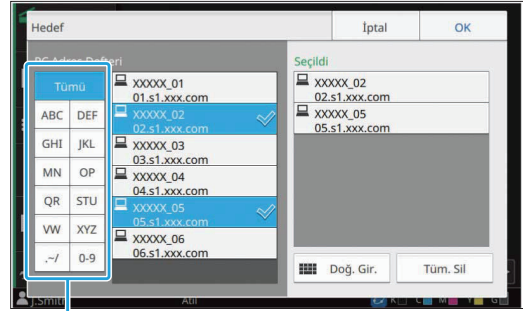 Hedef
İptal
OK
PC Adres Defteri
Seçildi
Tümü
ABC DEF
GHI JKL
MN OP
QR STU
VW XYZ
.~/ 0-9
XXXXX_01
01.s1.xxx.com
XXXXX_02
02.s1.xxx.com
XXXXX_03
03.s1.xxx.com
XXXXX_04
04.s1.xxx.com
XXXXX_05
05.s1.xxx.com
XXXXX_06
06.s1.xxx.com
XXXXX_02
02.s1.xxx.com
XXXXX_05
05.s1.xxx.com
Doğ. Gir.
Tüm. Sil
J.Smith
Atıl
K C M Y G